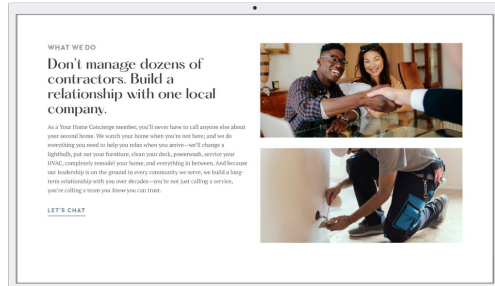 WHAT WE DO
Don't manage dozens of
contractors. Build a
relationship with one local
company.
As a Your Home Concierge member, you'll never have to call anyone else about
your second home. We watch your home when you're not here; and we do
everything you need to help you relax when you arrive—we'll change a
lightbulb, put out your furniture, clean your deck, powerwash, service your
HVAC, completely remodel your home, and everything in between. And because
our leadership is on the ground in every community we serve, we build a long-
term relationship with you over decades—you're not just calling a service,
you're calling a team you know you can trust.
LET'S CHAT